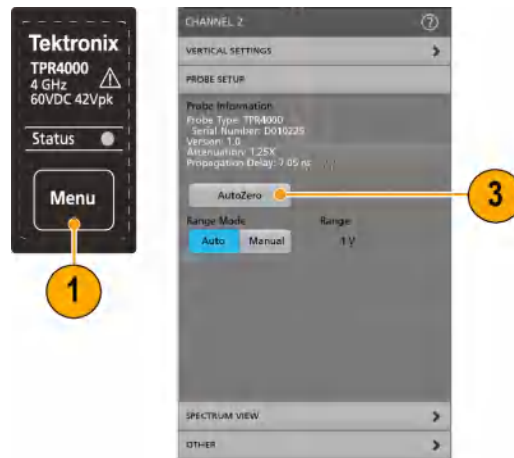 Tektronix
TPR4000
4 GHz
60VDC 42Vpk
Status
Menu
1
CHANNEL 2
?
VERTICAL SETTINGS
PROBE SETUP
Probe Information
Probe Type: TPR4000
Serial Number: D010225
Version: 1.0
Attenuation: 1.25X
Propagation Delay: 7.05 ns
AutoZero
3
Range Mode
Range:
Auto
Manual
1 V
SPECTRUM VIEW
OTHER